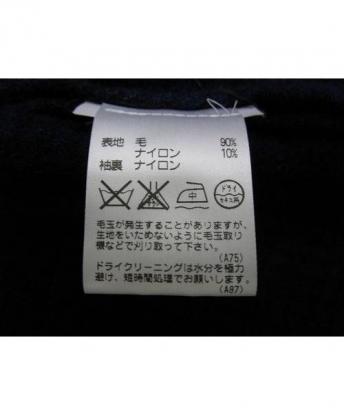 表地 毛 90%
ナイロン 10%
袖裏 ナイロン
中
ドライ
セキユ系
毛玉が発生することがありますが、
生地をいためないように毛玉取り
機などで刈り取って下さい。
(A75)
ドライクリーニングは水分を極力
避け、短時間処理でお願いします。
(A97)